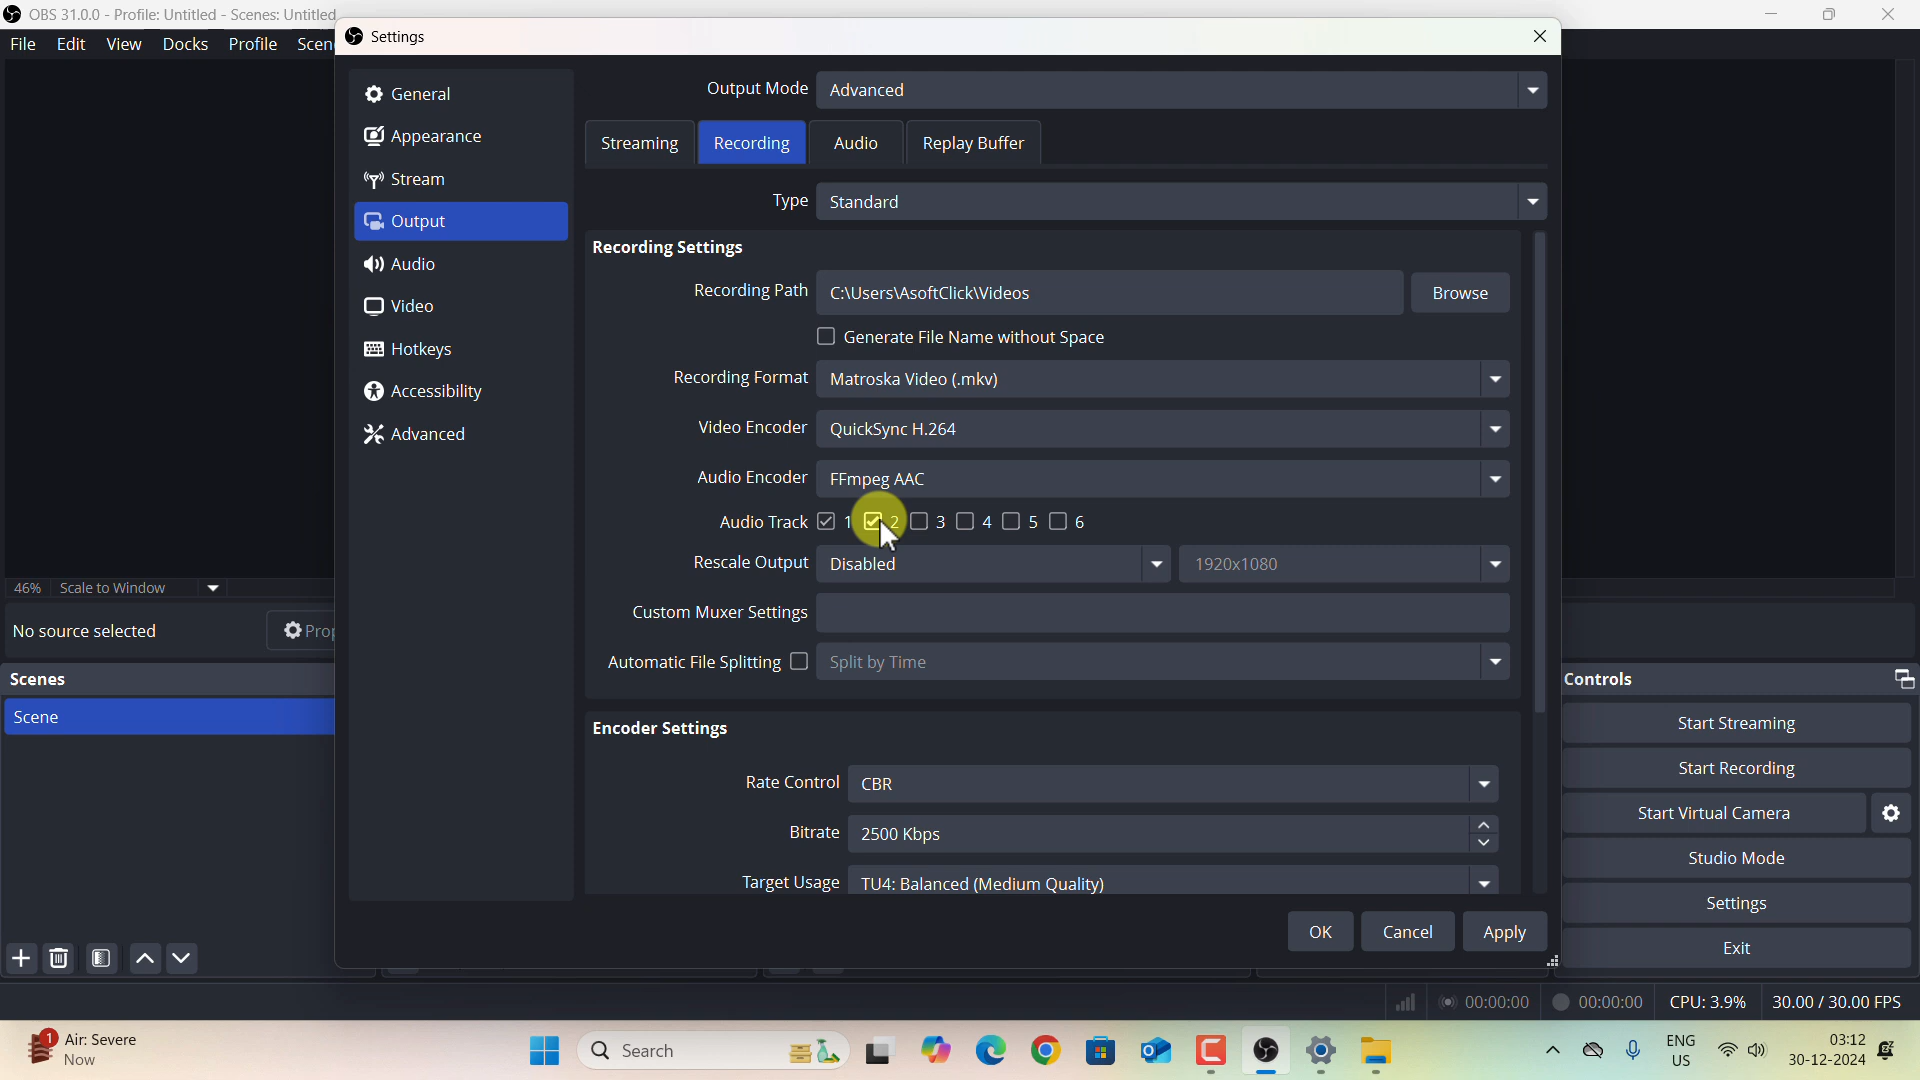 OBS 31.0.0 - Profile: Untitled - Scenes: Untitled
File Edit View Docks Profile
Settings
General
Appearance
Stream
Output
Audio
Video
Hotkeys
Accessibility
Advanced
Output Mode Advanced
Streaming Recording Audio Replay Buffer
Type Standard
Recording Settings
Recording Path C:\Users\AsoftClick\Videos Browse
Generate File Name without Space
Recording Format Matroska Video (.mkv)
Video Encoder QuickSync H.264
Audio Encoder FFmpeg AAC
Audio Track 1 2 3 4 5 6
Rescale Output Disabled 1920x1080
Custom Muxer Settings
Automatic File Splitting Split by Time
Encoder Settings
Rate Control CBR
Bitrate 2500 Kbps
Target Usage TU4: Balanced (Medium Quality)
OK Cancel Apply
46% Scale to Window
No source selected
Scenes
Scene
Controls
Start Streaming
Start Recording
Start Virtual Camera
Studio Mode
Settings
Exit
00:00:00 00:00:00 CPU: 3.9% 30.00 / 30.00 FPS
1
Air: Severe
Now
Search
ENG
US
03:12
30-12-2024